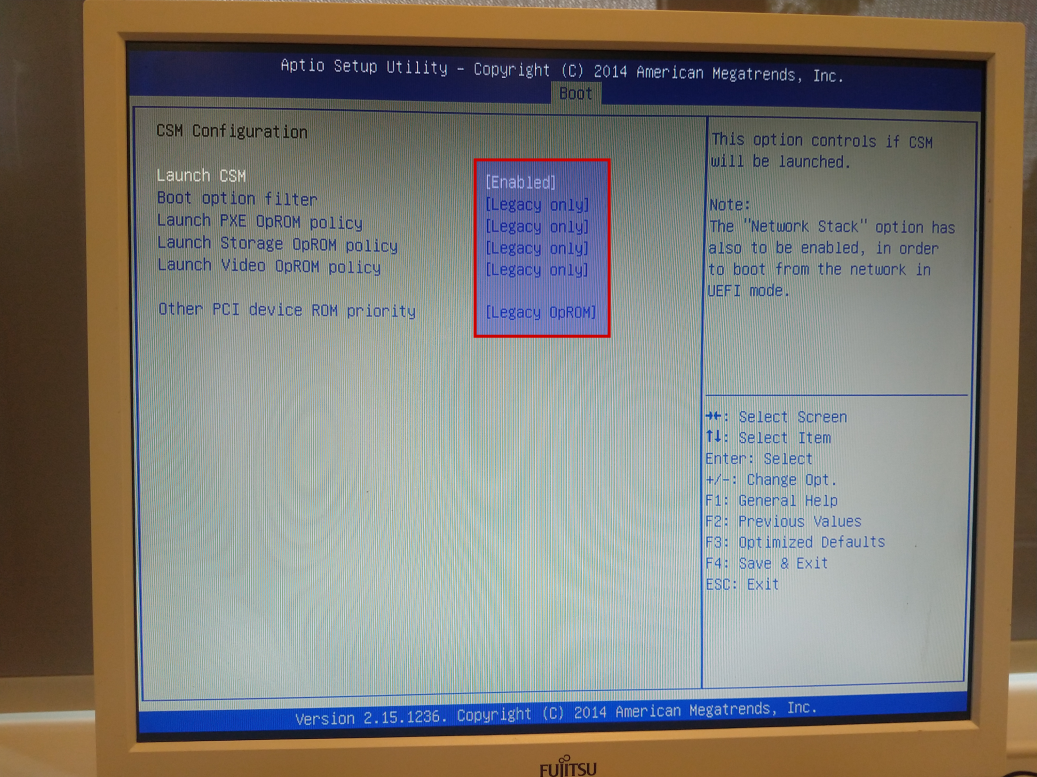 Aptio Setup Utility - Copyright (C) 2014 American Megatrends, Inc.
Boot
CSM Configuration
Launch CSM [Enabled]
Boot option filter [Legacy only]
Launch PXE OpROM policy [Legacy only]
Launch Storage OpROM policy [Legacy only]
Launch Video OpROM policy [Legacy only]
Other PCI device ROM priority [Legacy OpROM]
This option controls if CSM
will be launched.
Note:
The "Network Stack" option has
also to be enabled, in order
to boot from the network in
UEFI mode.
→←: Select Screen
↑↓: Select Item
Enter: Select
+/-: Change Opt.
F1: General Help
F2: Previous Values
F3: Optimized Defaults
F4: Save & Exit
ESC: Exit
Version 2.15.1236. Copyright (C) 2014 American Megatrends, Inc.
FUJITSU